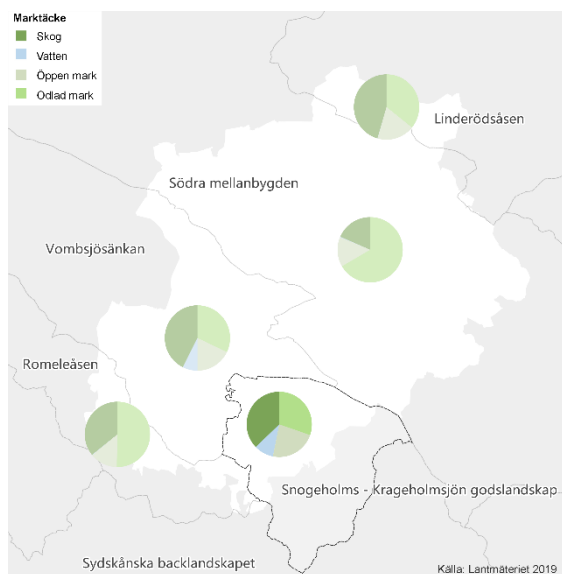 Marktäcke
Skog
Vatten
Öppen mark
Odlad mark
Linderödsåsen
Södra mellanbygden
Vombsjösänkan
Romeleåsen
Snogeholms - Krageholmsjön godslandskap
Sydskånska backlandskapet
Källa: Lantmäteriet 2019